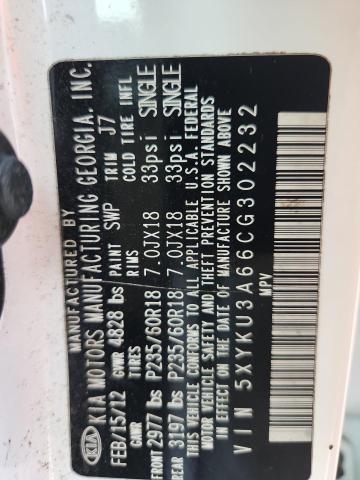 KIA
MANUFACTURED BY
KIA MOTORS MANUFACTURING GEORGIA. INC.
FEB/15/12 GVWR 4828 lbs PAINT SWP TRIM J7
GAWR TIRES RIMS COLD TIRE INFL
FRONT 2977 lbs P235/60R18 7.0JX18 33psi SINGLE
REAR 3197 lbs P235/60R18 7.0JX18 33psi SINGLE
THIS VEHICLE CONFORMS TO ALL APPLICABLE U.S.A. FEDERAL
MOTOR VEHICLE SAFETY AND THEFT PREVENTION STANDARDS
IN EFFECT ON THE DATE OF MANUFACTURE SHOWN ABOVE
VIN 5XYKU3A66CG302232
MPV